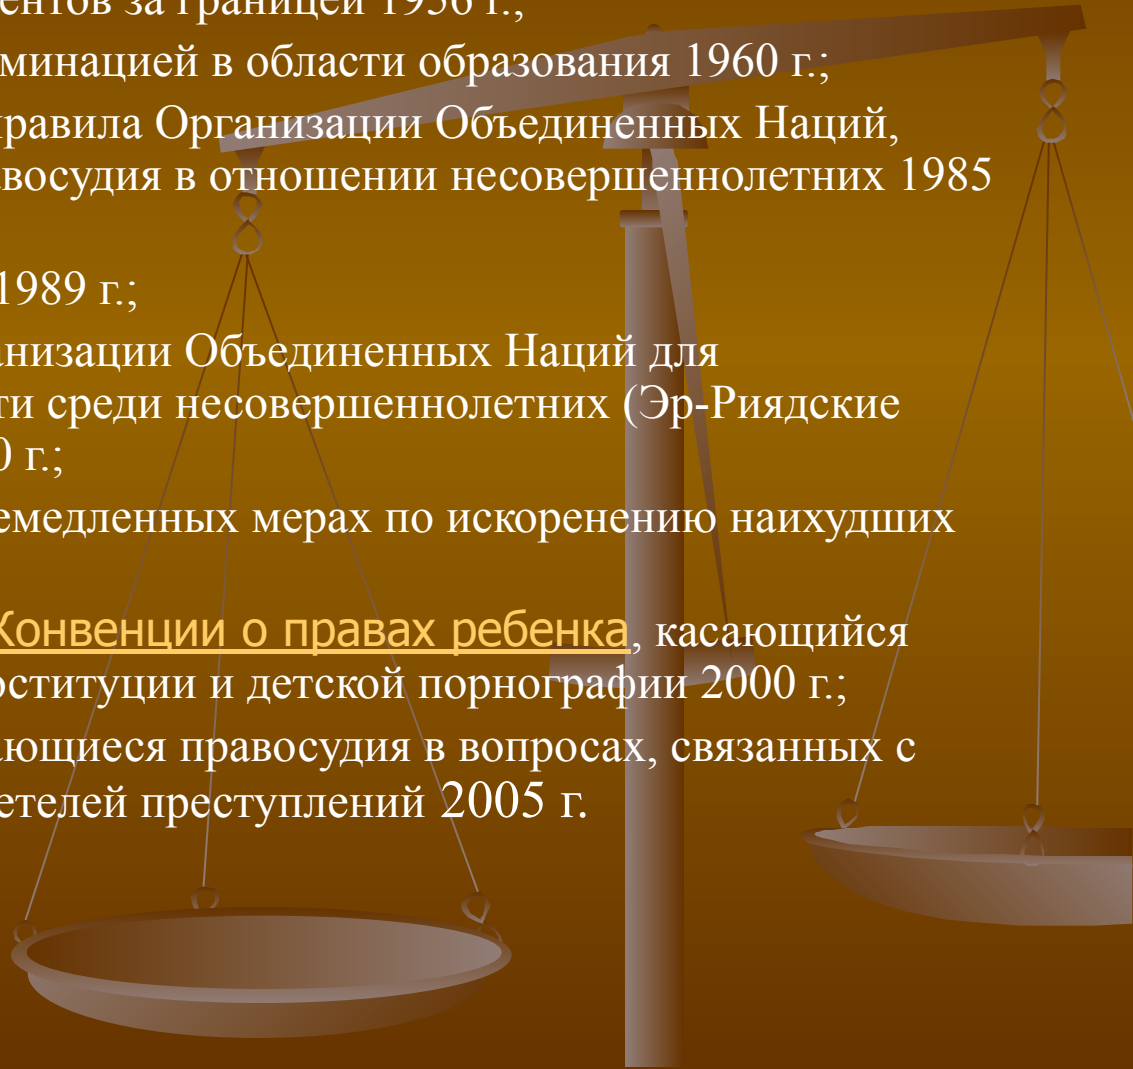 ентов за границей 1956 г.;
минацией в области образования 1960 г.;
равила Организации Объединенных Наций,
восудия в отношении несовершеннолетних 1985
1989 г.;
анизации Объединенных Наций для
ти среди несовершеннолетних (Эр-Риядские
0 г.;
емедленных мерах по искоренению наихудших
Конвенции о правах ребенка, касающийся
оституции и детской порнографии 2000 г.;
ющиеся правосудия в вопросах, связанных с
етелей преступлений 2005 г.